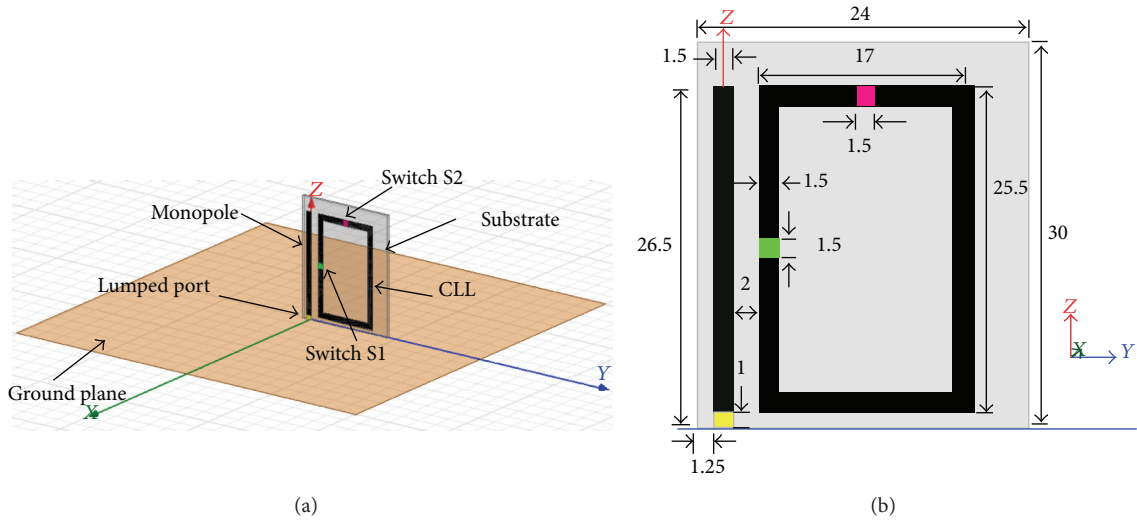 Z
Switch S2
Monopole
Substrate
Lumped port
CLL
Switch S1
Ground plane
X
Y
(a)
Z
24
1.5
17
1.5
1.5
25.5
26.5
1.5
30
2
Z
X
Y
1
1.25
(b)